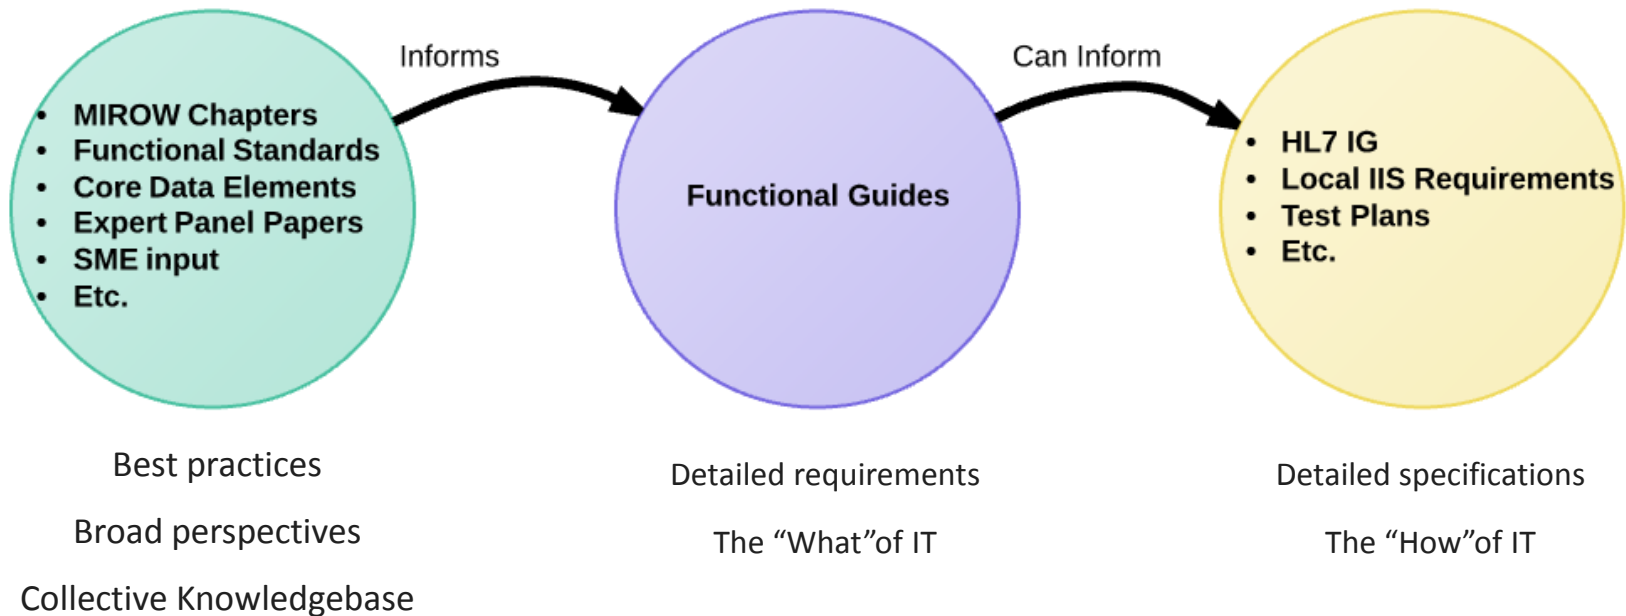 Informs
• MIROW Chapters
• Functional Standards
• Core Data Elements
• Expert Panel Papers
• SME input
• Etc.
Best practices
Broad perspectives
Collective Knowledgebase
Functional Guides
Detailed requirements
The “What”of IT
Can Inform
• HL7 IG
• Local IIS Requirements
• Test Plans
• Etc.
Detailed specifications
The “How”of IT